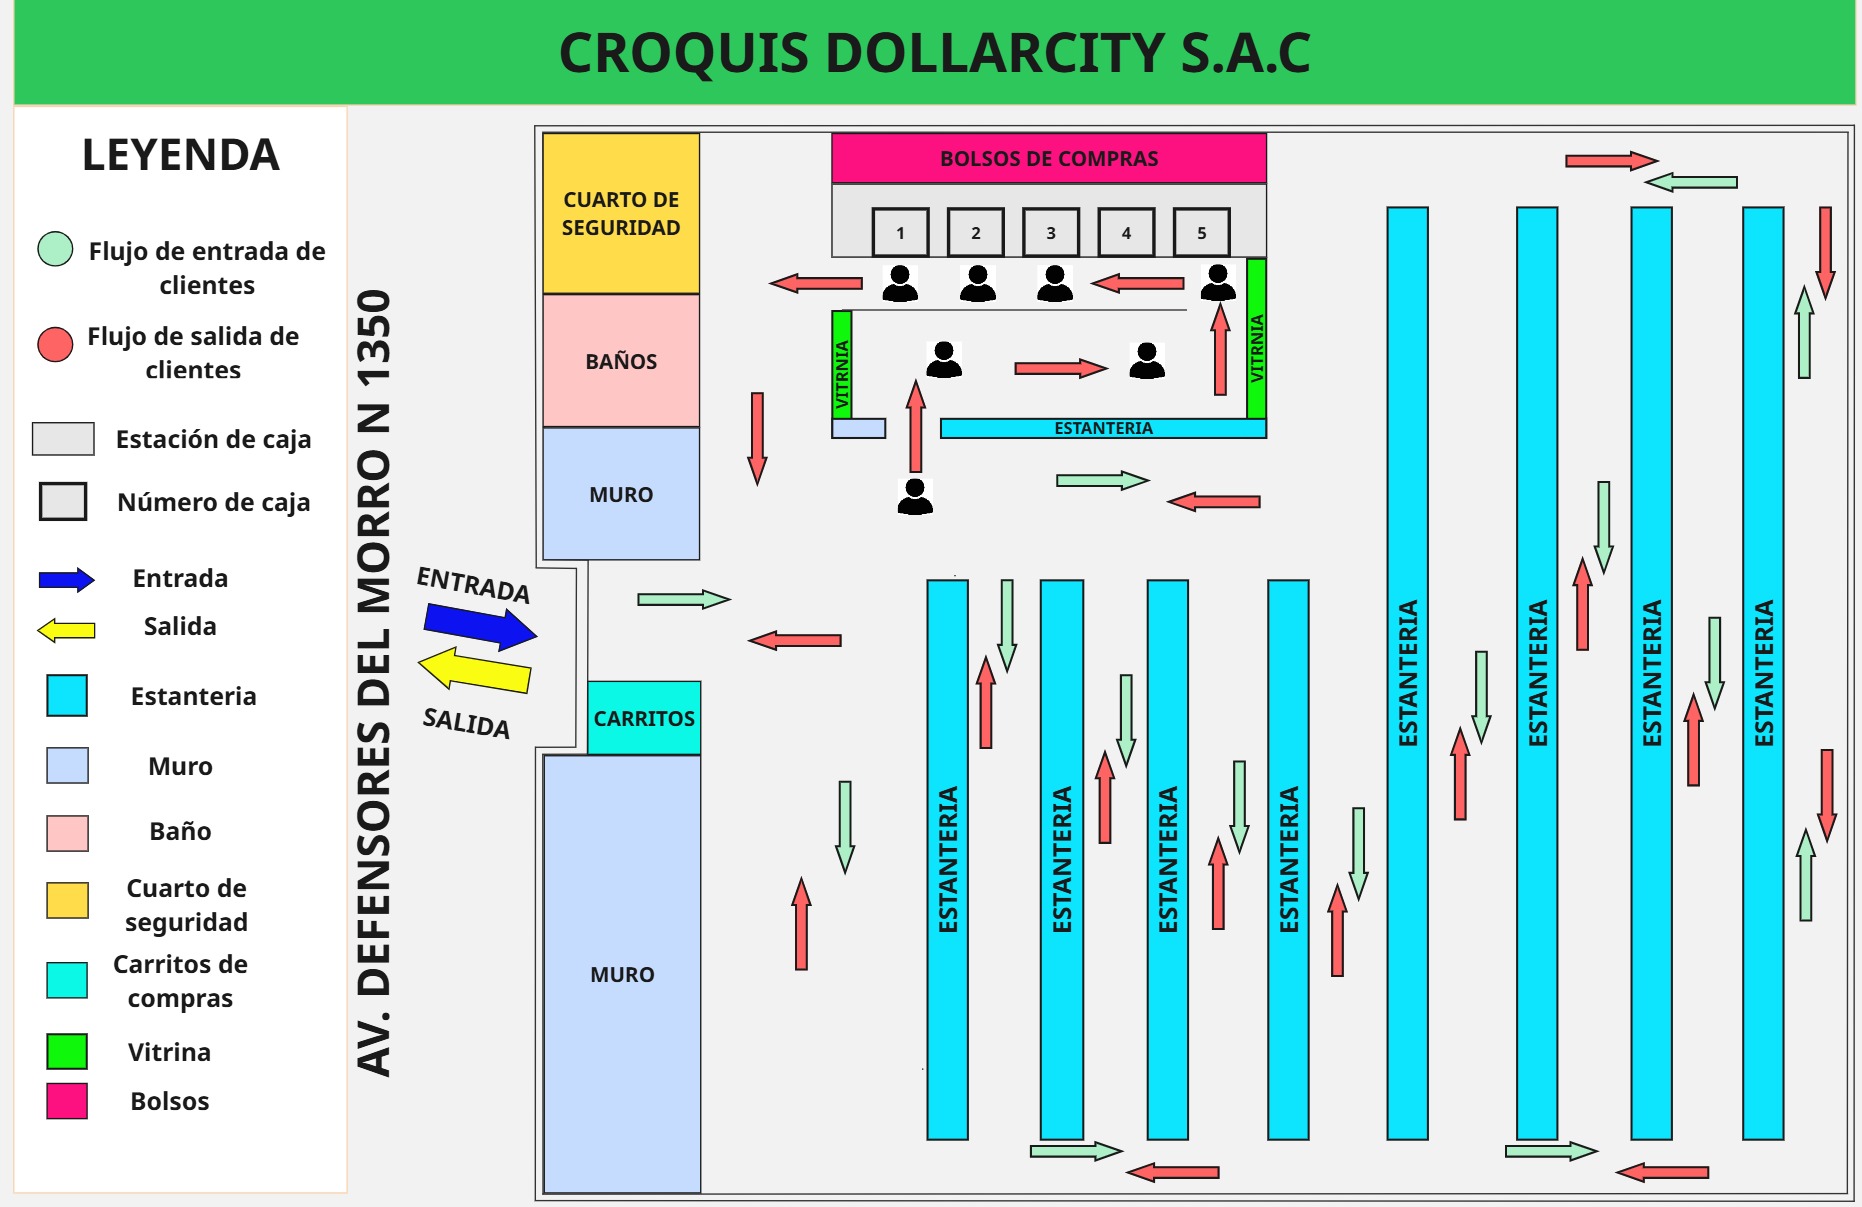 CROQUIS DOLLARCITY S.A.C
LEYENDA
Flujo de entrada de
clientes
Flujo de salida de
clientes
Estación de caja
Número de caja
Entrada
Salida
Estanteria
Muro
Baño
Cuarto de
seguridad
Carritos de
compras
Vitrina
Bolsos
AV. DEFENSORES DEL MORRO N 1350
ENTRADA
SALIDA
CUARTO DE
SEGURIDAD
BAÑOS
MURO
CARRITOS
MURO
BOLSOS DE COMPRAS
1
2
3
4
5
VITRNIA
VITRNIA
ESTANTERIA
ESTANTERIA
ESTANTERIA
ESTANTERIA
ESTANTERIA
ESTANTERIA
ESTANTERIA
ESTANTERIA
ESTANTERIA